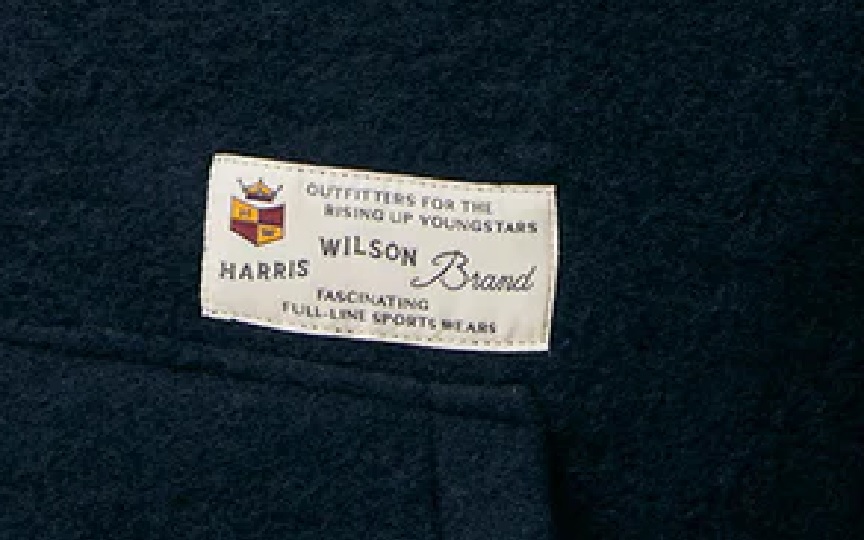 OUTFITTERS FOR THE
RISING UP YOUNGSTARS
HARRIS WILSON Brand
FASCINATING
FULL-LINE SPORTS WEARS